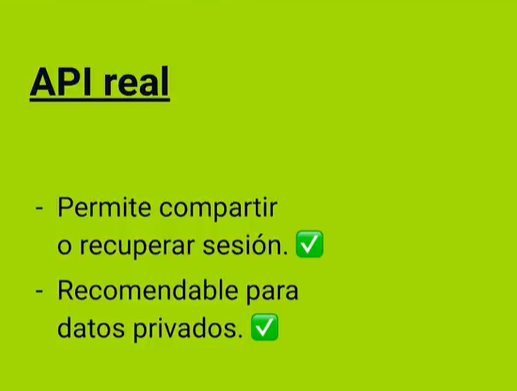 API real
- Permite compartir
o recuperar sesión. ✅
- Recomendable para
datos privados. ✅